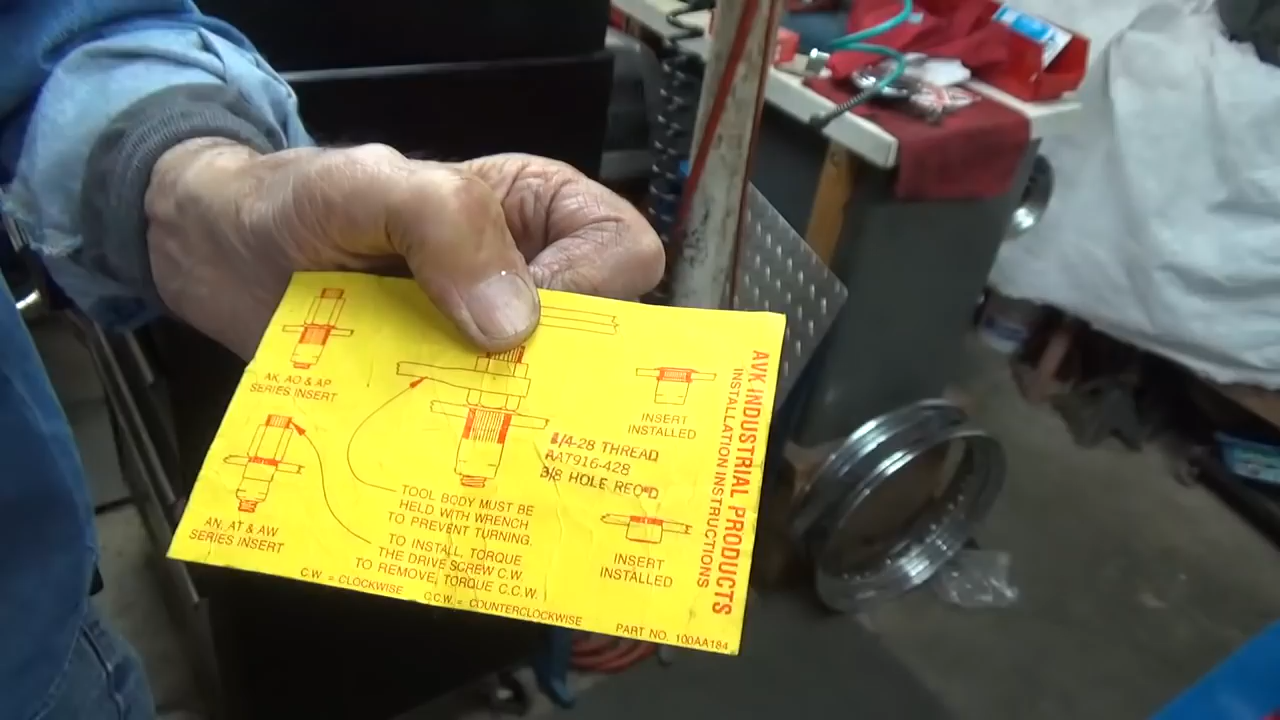 AVK INDUSTRIAL PRODUCTS
INSTALLATION INSTRUCTIONS
AK, AO & AP
SERIES INSERT
INSERT
INSTALLED
1/4-28 THREAD
AAT916-428
3/8 HOLE REQ'D
TOOL BODY MUST BE
HELD WITH WRENCH
TO PREVENT TURNING.
AN, AT & AW
SERIES INSERT
TO INSTALL, TORQUE
THE DRIVE SCREW C.W.
TO REMOVE, TORQUE C.C.W.
INSERT
INSTALLED
C.W. = CLOCKWISE C.C.W. = COUNTERCLOCKWISE
PART NO. 100AA184